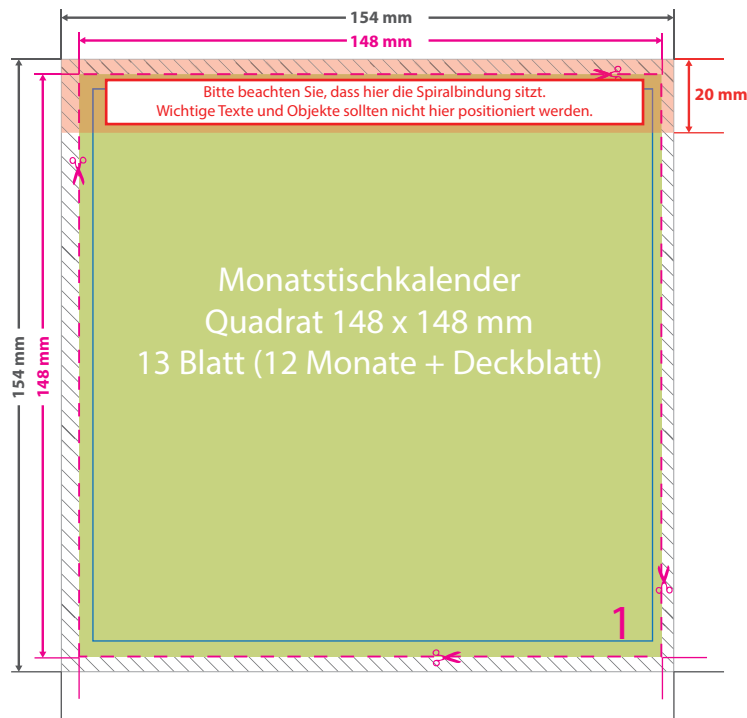 154 mm
148 mm
Bitte beachten Sie, dass hier die Spiralbindung sitzt.
Wichtige Texte und Objekte sollten nicht hier positioniert werden.
20 mm
Monatstischkalender
Quadrat 148 x 148 mm
13 Blatt (12 Monate + Deckblatt)
154 mm
148 mm
1